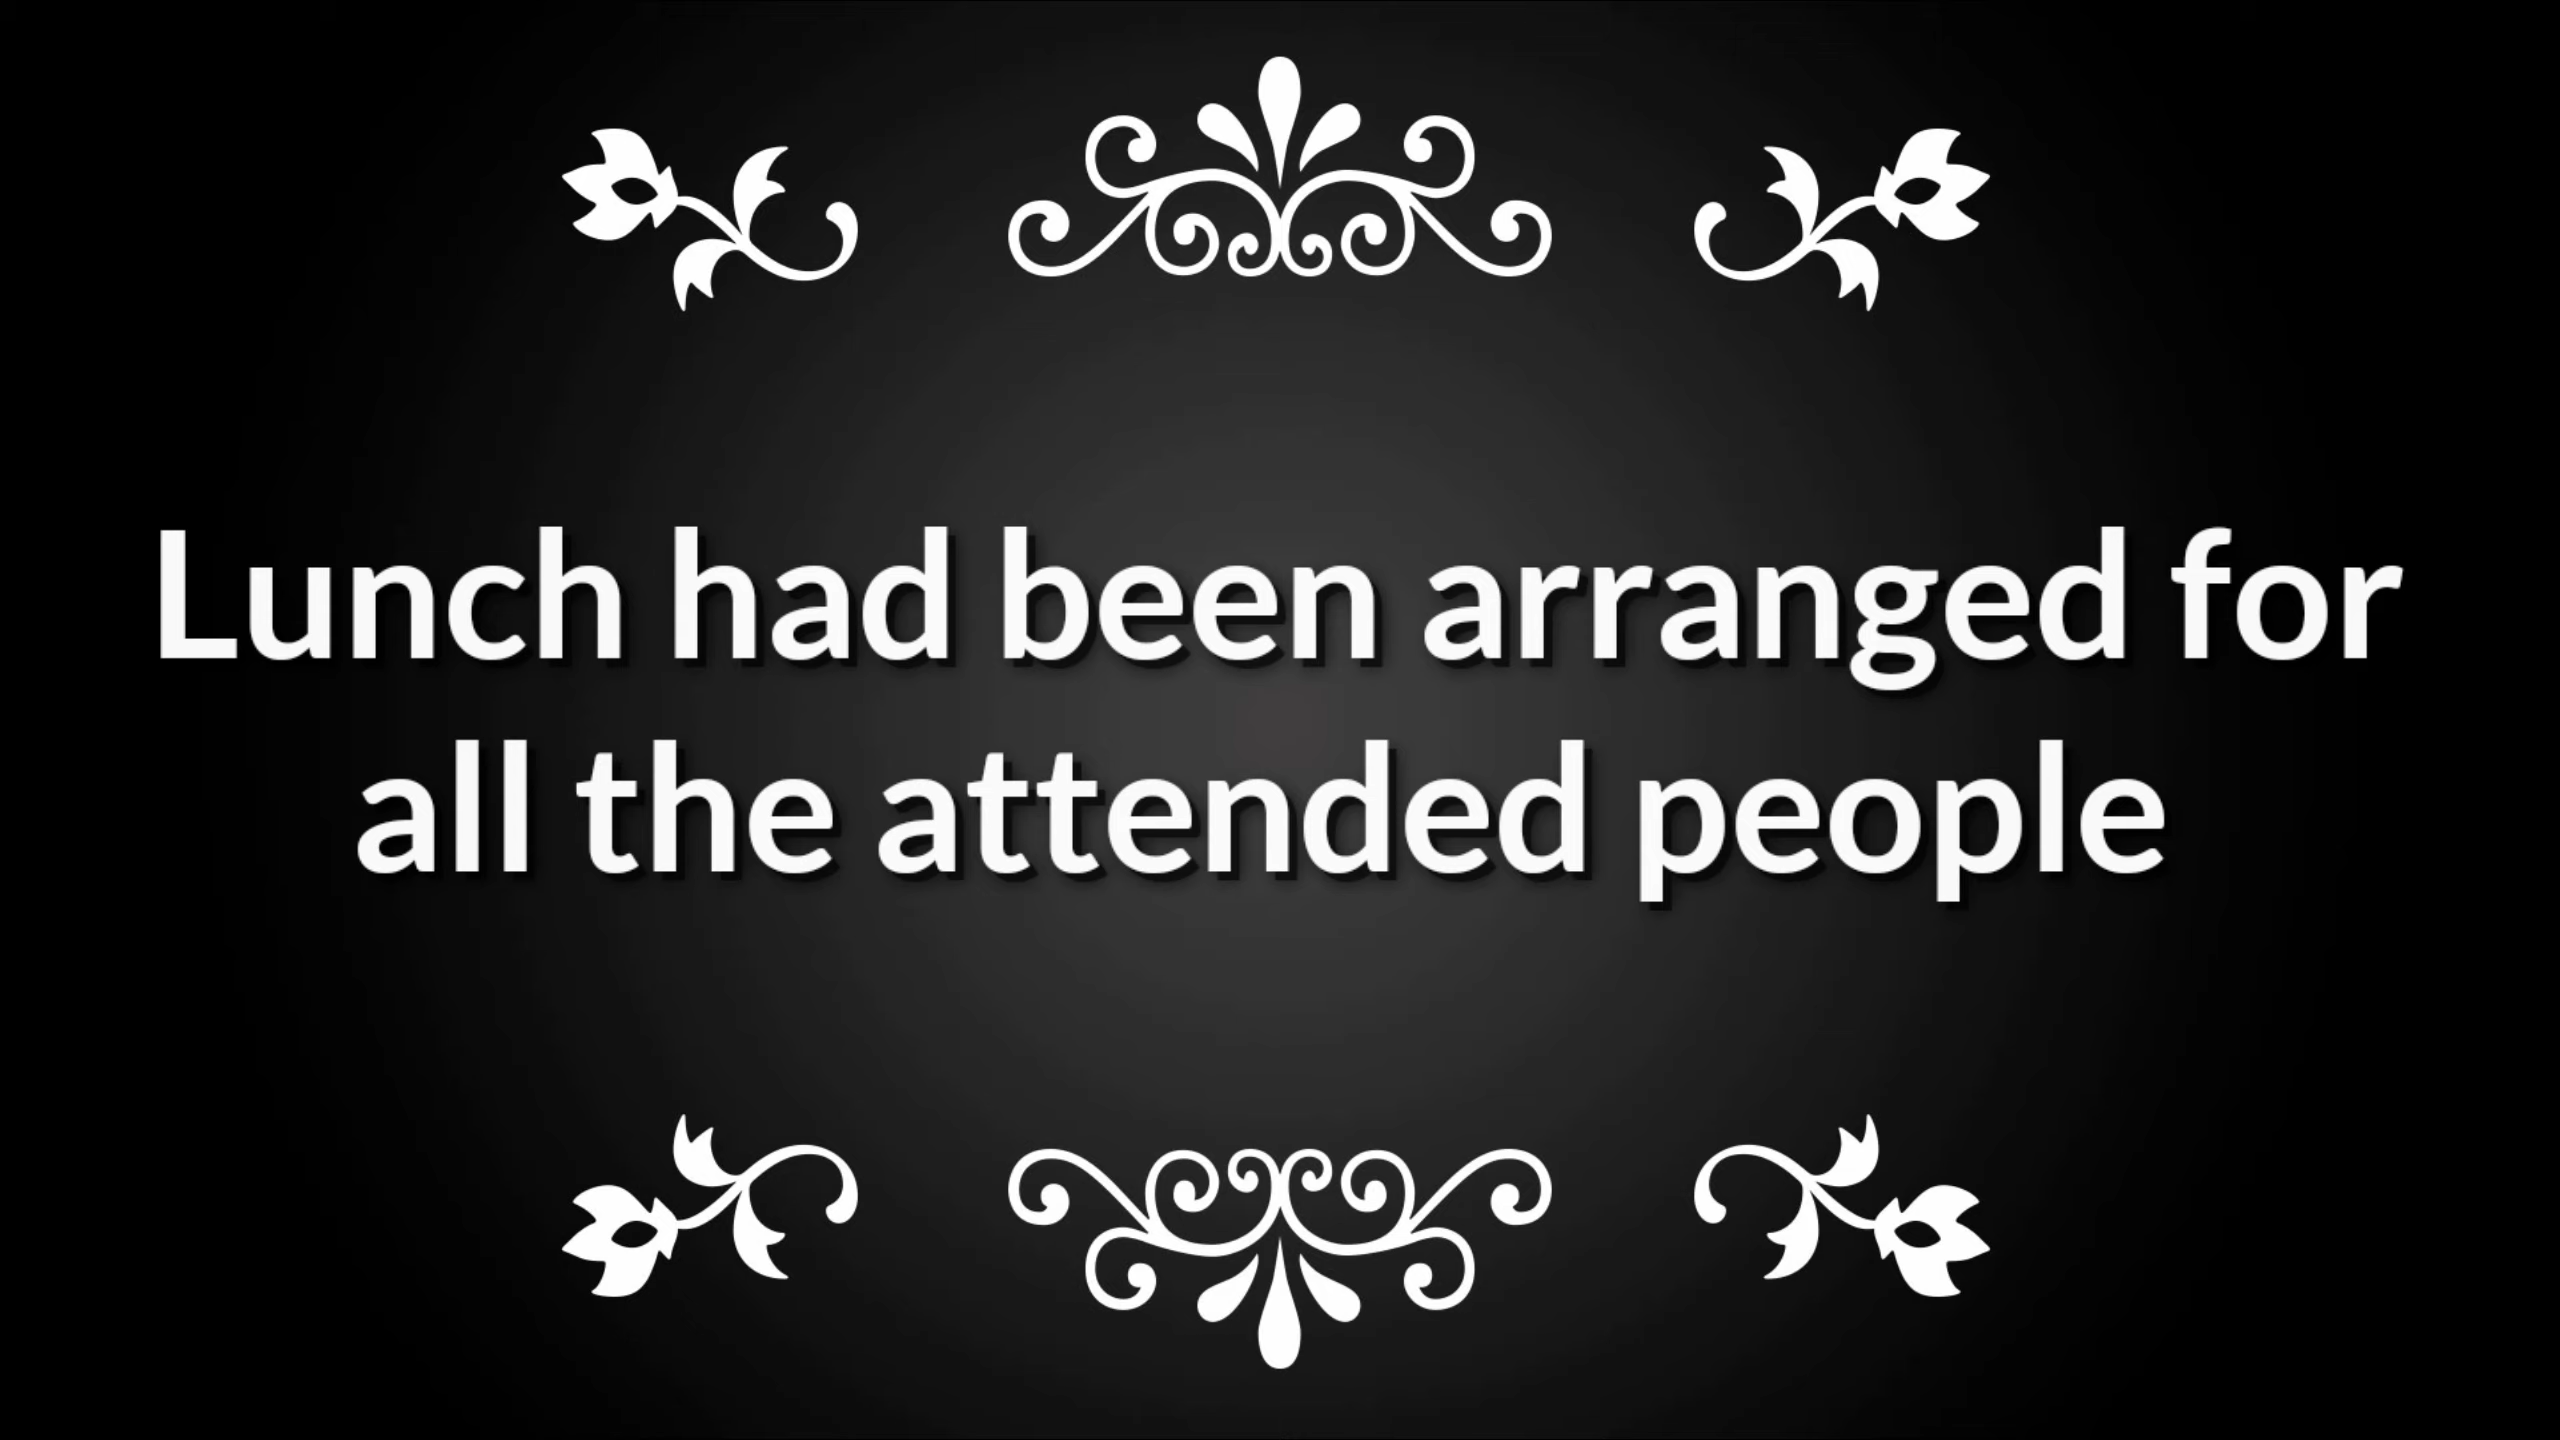 Lunch had been arranged for
all the attended people